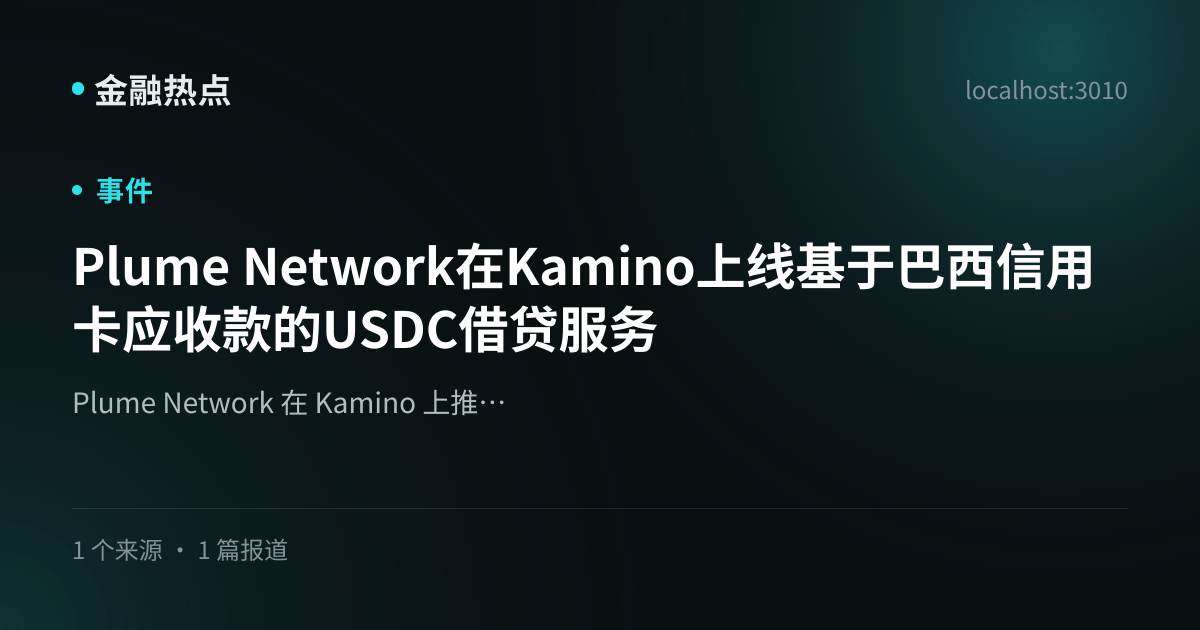 金融热点
localhost:3010
事件
Plume Network在Kamino上线基于巴西信用
卡应收款的USDC借贷服务
Plume Network 在 Kamino 上推…
1 个来源 · 1 篇报道